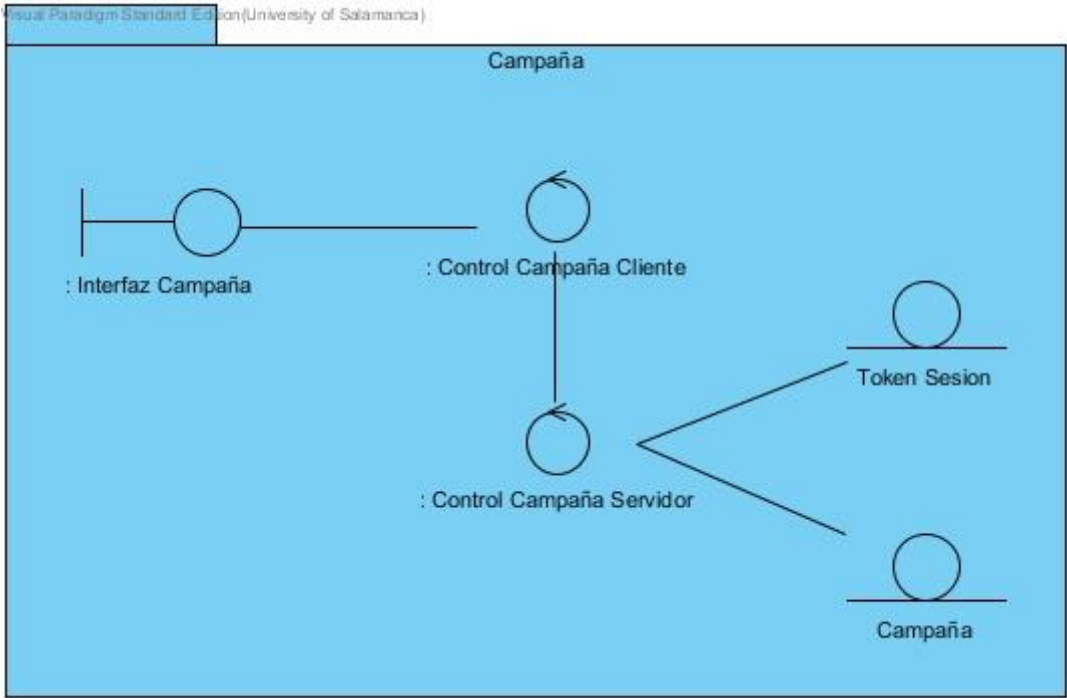 Visual Paradigm Standard Edition(University of Salamanca)
Campaña
: Interfaz Campaña
: Control Campaña Cliente
Token Sesion
: Control Campaña Servidor
Campaña